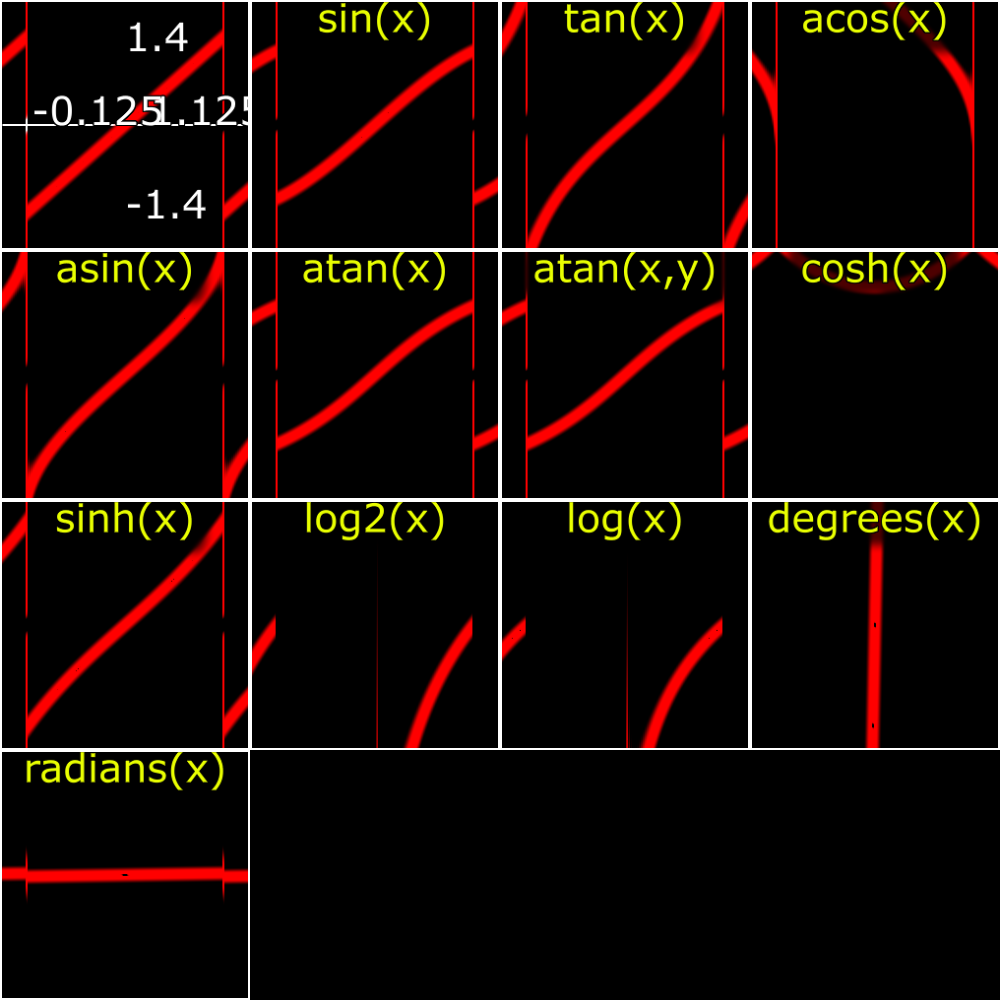 1.4
-0.125
1.125
-1.4
sin(x)
tan(x)
acos(x)
asin(x)
atan(x)
atan(x,y)
cosh(x)
sinh(x)
log2(x)
log(x)
degrees(x)
radians(x)